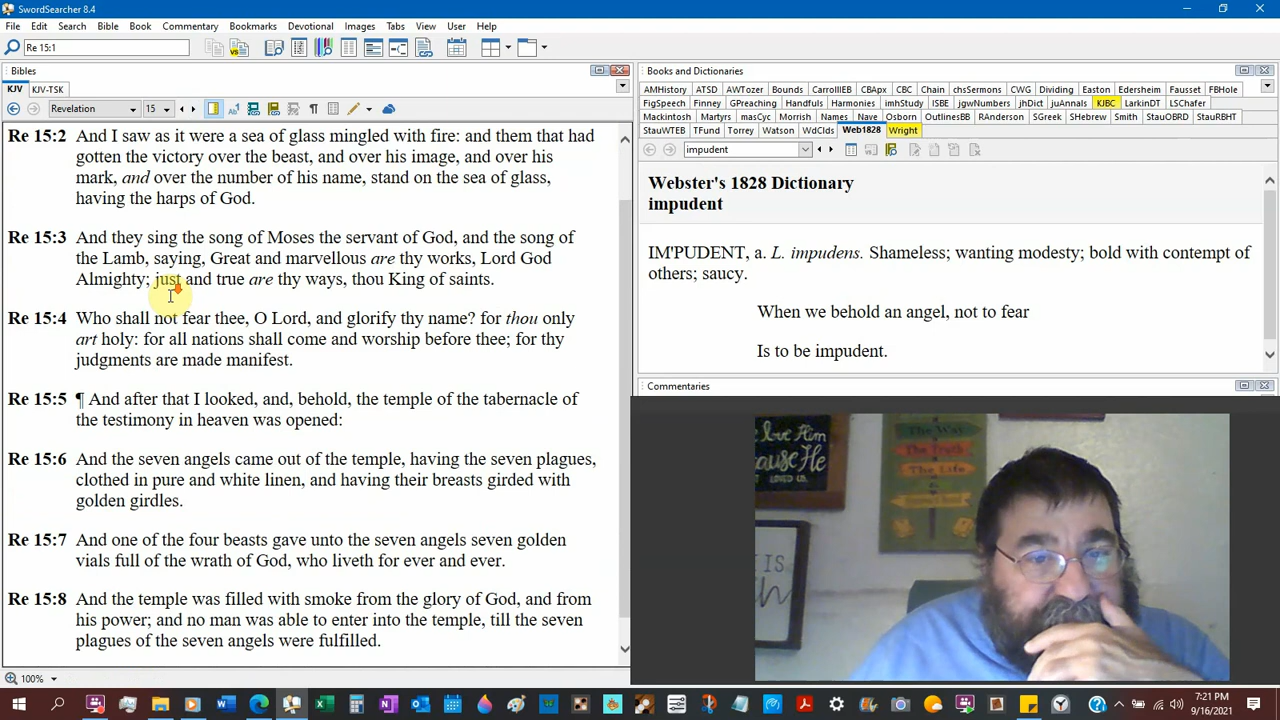 SwordSearcher 8.4
File Edit Search Bible Book Commentary Bookmarks Devotional Images Tabs View User Help
Re 15:1
Bibles
KJV KJV-TSK
Revelation 15
Re 15:2 And I saw as it were a sea of glass mingled with fire: and them that had
gotten the victory over the beast, and over his image, and over his
mark, and over the number of his name, stand on the sea of glass,
having the harps of God.
Re 15:3 And they sing the song of Moses the servant of God, and the song of
the Lamb, saying, Great and marvellous are thy works, Lord God
Almighty; just and true are thy ways, thou King of saints.
Re 15:4 Who shall not fear thee, O Lord, and glorify thy name? for thou only
art holy: for all nations shall come and worship before thee; for thy
judgments are made manifest.
Re 15:5 ¶ And after that I looked, and, behold, the temple of the tabernacle of
the testimony in heaven was opened:
Re 15:6 And the seven angels came out of the temple, having the seven plagues,
clothed in pure and white linen, and having their breasts girded with
golden girdles.
Re 15:7 And one of the four beasts gave unto the seven angels seven golden
vials full of the wrath of God, who liveth for ever and ever.
Re 15:8 And the temple was filled with smoke from the glory of God, and from
his power; and no man was able to enter into the temple, till the seven
plagues of the seven angels were fulfilled.
100%
Books and Dictionaries
AMHistory ATSD AWTozer Bounds CarrollIEB CBApx CBC Chain chsSermons CWG Dividing Easton Edersheim Fausset FBHole
FigSpeech Finney GPreaching Handfuls Harmonies imhStudy ISBE jgwNumbers jhDict juAnnals KJBC LarkinDT LSChafer
Mackintosh Martyrs masCyc Morrish Names Nave Osborn OutlinesBB RAnderson SGreek SHebrew Smith StauOBRD StauRBHT
StauWTEB TFund Torrey Watson WdClds Web1828 Wright
impudent
Webster's 1828 Dictionary
impudent
IM'PUDENT, a. L. impudens. Shameless; wanting modesty; bold with contempt of
others; saucy.
When we behold an angel, not to fear
Is to be impudent.
Commentaries
love Him
cause He
LOVED US.
The Way
The Truth
The Life
7:21 PM
9/16/2021